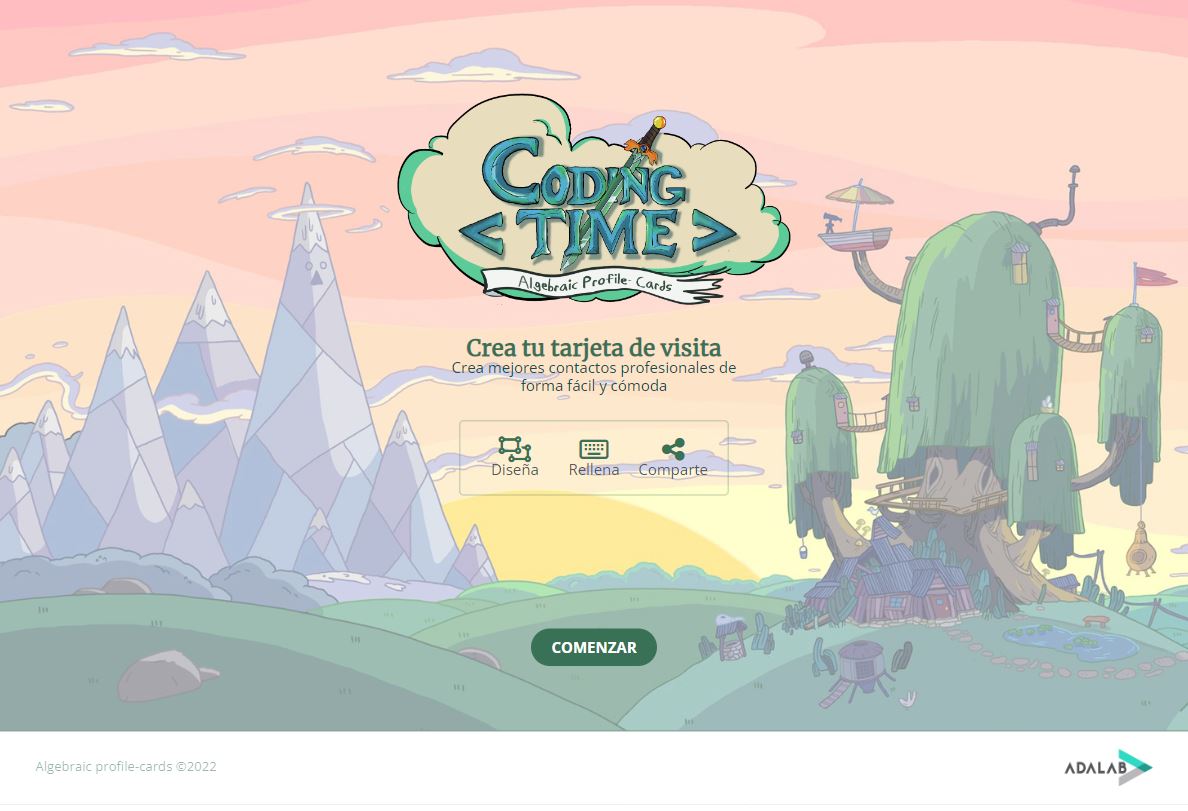 CODING
< TIME >
Algebraic Profile-Cards
Crea tu tarjeta de visita
Crea mejores contactos profesionales de
forma fácil y cómoda
Diseña Rellena Comparte
COMENZAR
Algebraic profile-cards ©2022
ADALAB